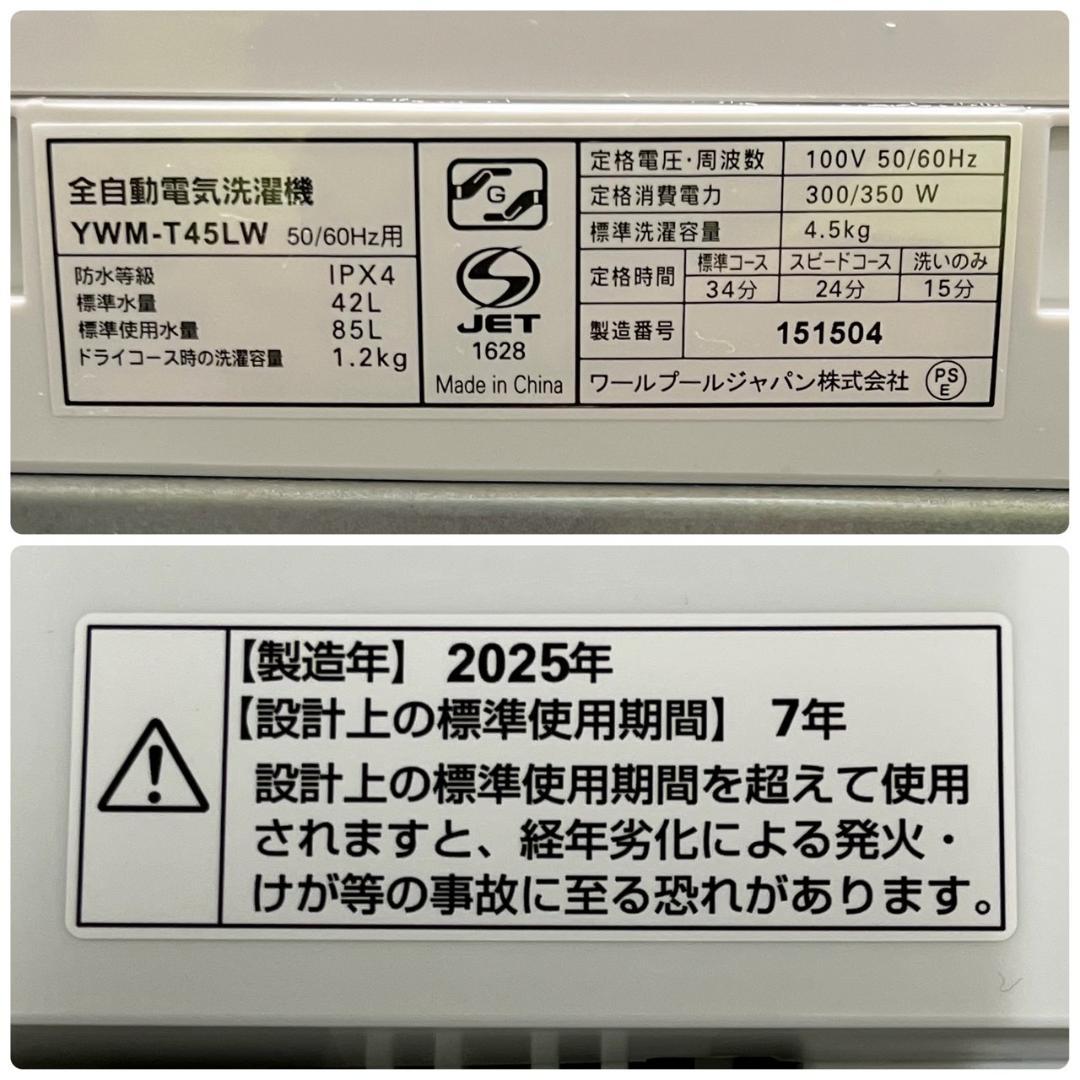 全自動電気洗濯機
YWM-T45LW 50/60Hz用
防水等級 IPX4
標準水量 42L
標準使用水量 85L
ドライコース時の洗濯容量 1.2kg
G
JET
1628
Made in China
定格電圧・周波数 100V 50/60Hz
定格消費電力 300/350 W
標準洗濯容量 4.5kg
定格時間 標準コース スピードコース 洗いのみ
34分 24分 15分
製造番号 151504
ワールプールジャパン株式会社 PS
E
【製造年】 2025年
【設計上の標準使用期間】 7年
設計上の標準使用期間を超えて使用
されますと、経年劣化による発火・
けが等の事故に至る恐れがあります。